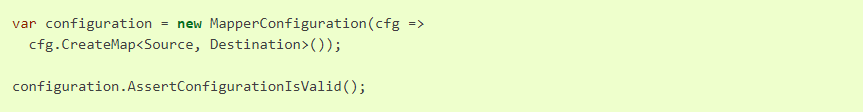 var configuration = new MapperConfiguration(cfg =>
  cfg.CreateMap<Source, Destination>());

configuration.AssertConfigurationIsValid();